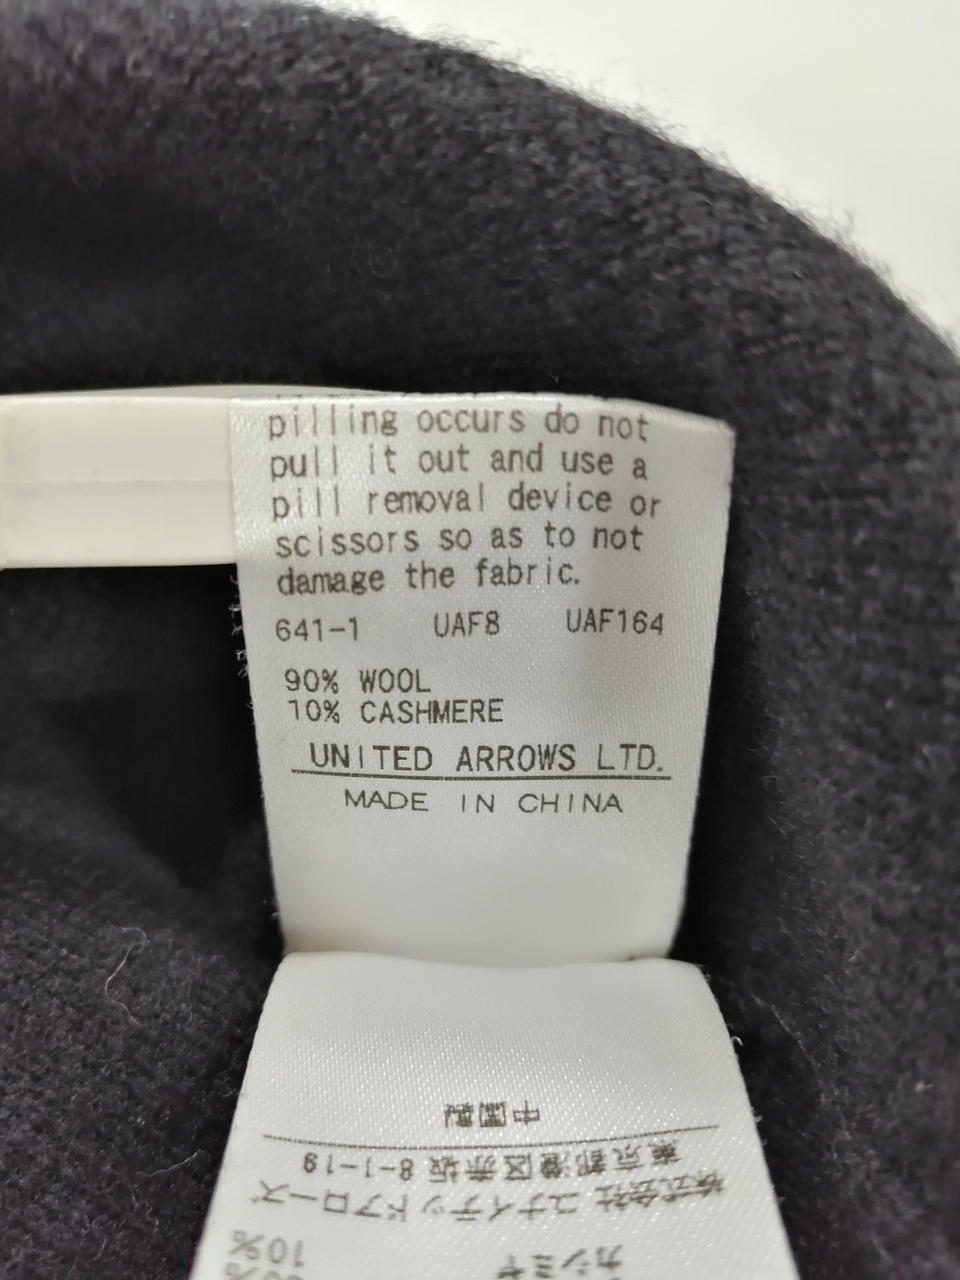 pilling occurs do not
pull it out and use a
pill removal device or
scissors so as to not
damage the fabric.
641-1 UAF8 UAF164
90% WOOL
10% CASHMERE
UNITED ARROWS LTD.
MADE IN CHINA
カシミヤ 10%
株式会社 ユナイテッドアローズ
東京都港区赤坂 8-1-19
中国製